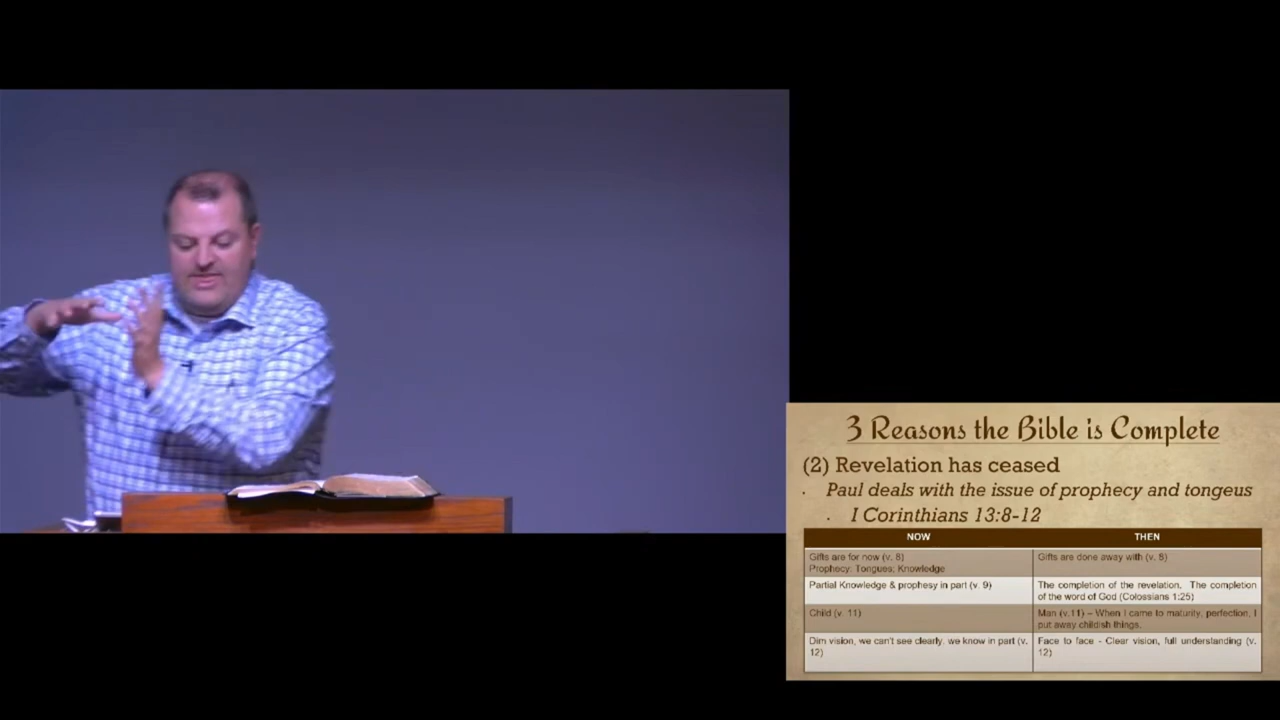 3 Reasons the Bible is Complete
(2) Revelation has ceased
· Paul deals with the issue of prophecy and tongeus
· I Corinthians 13:8-12
NOW THEN
Gifts are for now (v. 8) Gifts are done away with (v. 8)
Prophecy; Tongues; Knowledge
Partial Knowledge & prophesy in part (v. 9) The completion of the revelation. The completion
of the word of God (Colossians 1:25)
Child (v. 11) Man (v.11) – When I came to maturity, perfection, I
put away childish things.
Dim vision, we can't see clearly, we know in part (v. Face to face - Clear vision, full understanding (v.
12) 12)